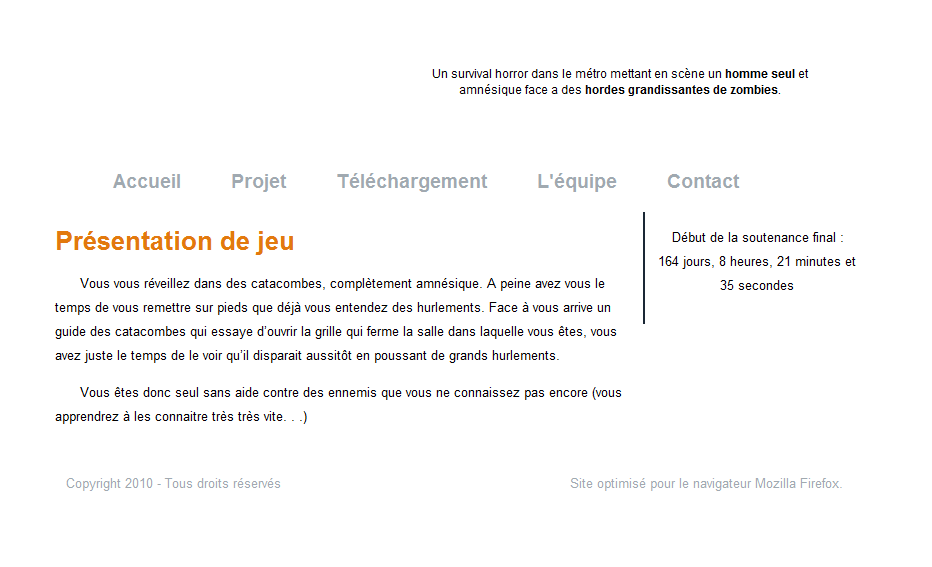 Un survival horror dans le métro mettant en scène un homme seul et
amnésique face a des hordes grandissantes de zombies.
Accueil Projet Téléchargement L'équipe Contact
Présentation de jeu
Vous vous réveillez dans des catacombes, complètement amnésique. A peine avez vous le
temps de vous remettre sur pieds que déjà vous entendez des hurlements. Face à vous arrive un
guide des catacombes qui essaye d’ouvrir la grille qui ferme la salle dans laquelle vous êtes, vous
avez juste le temps de le voir qu’il disparait aussitôt en poussant de grands hurlements.
Vous êtes donc seul sans aide contre des ennemis que vous ne connaissez pas encore (vous
apprendrez à les connaitre très très vite. . .)
Début de la soutenance final :
164 jours, 8 heures, 21 minutes et
35 secondes
Copyright 2010 - Tous droits réservés
Site optimisé pour le navigateur Mozilla Firefox.